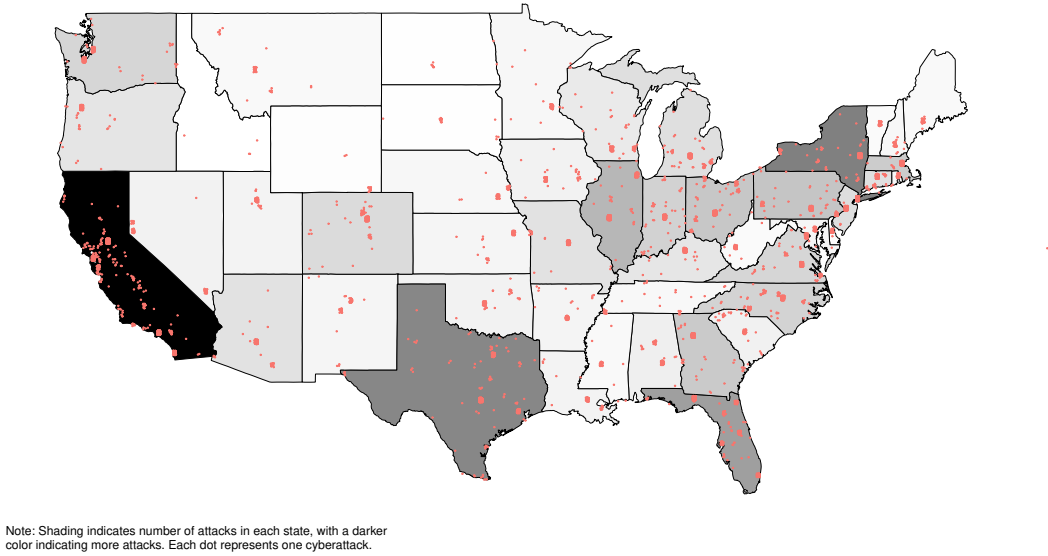 Note: Shading indicates number of attacks in each state, with a darker
color indicating more attacks. Each dot represents one cyberattack.